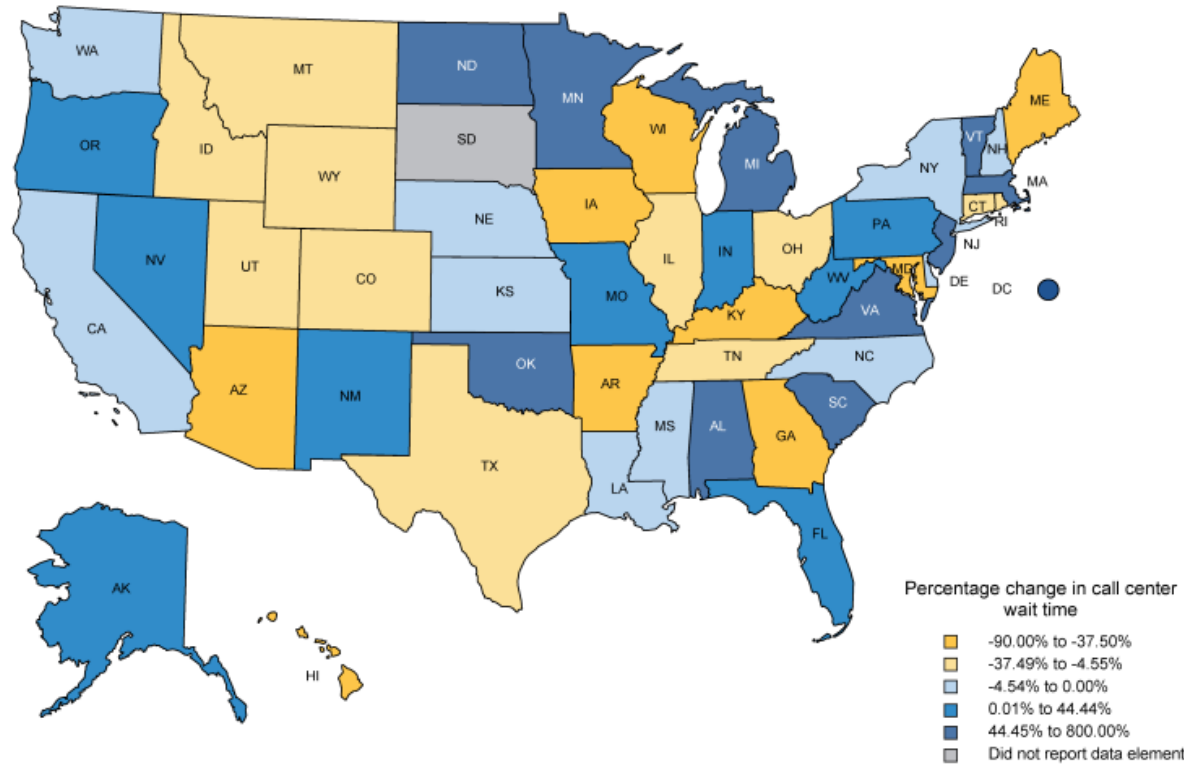 WA
MT
ND
MN
ME
OR
ID
SD
WI
VT
NH
WY
MI
NY
MA
IA
NE
CT
RI
PA
NJ
NV
UT
CO
IL
IN
OH
MD
DE
DC
KS
MO
WV
CA
KY
VA
OK
TN
NC
AZ
NM
AR
SC
MS
AL
GA
TX
LA
FL
AK
HI
Percentage change in call center
wait time
-90.00% to -37.50%
-37.49% to -4.55%
-4.54% to 0.00%
0.01% to 44.44%
44.45% to 800.00%
Did not report data element